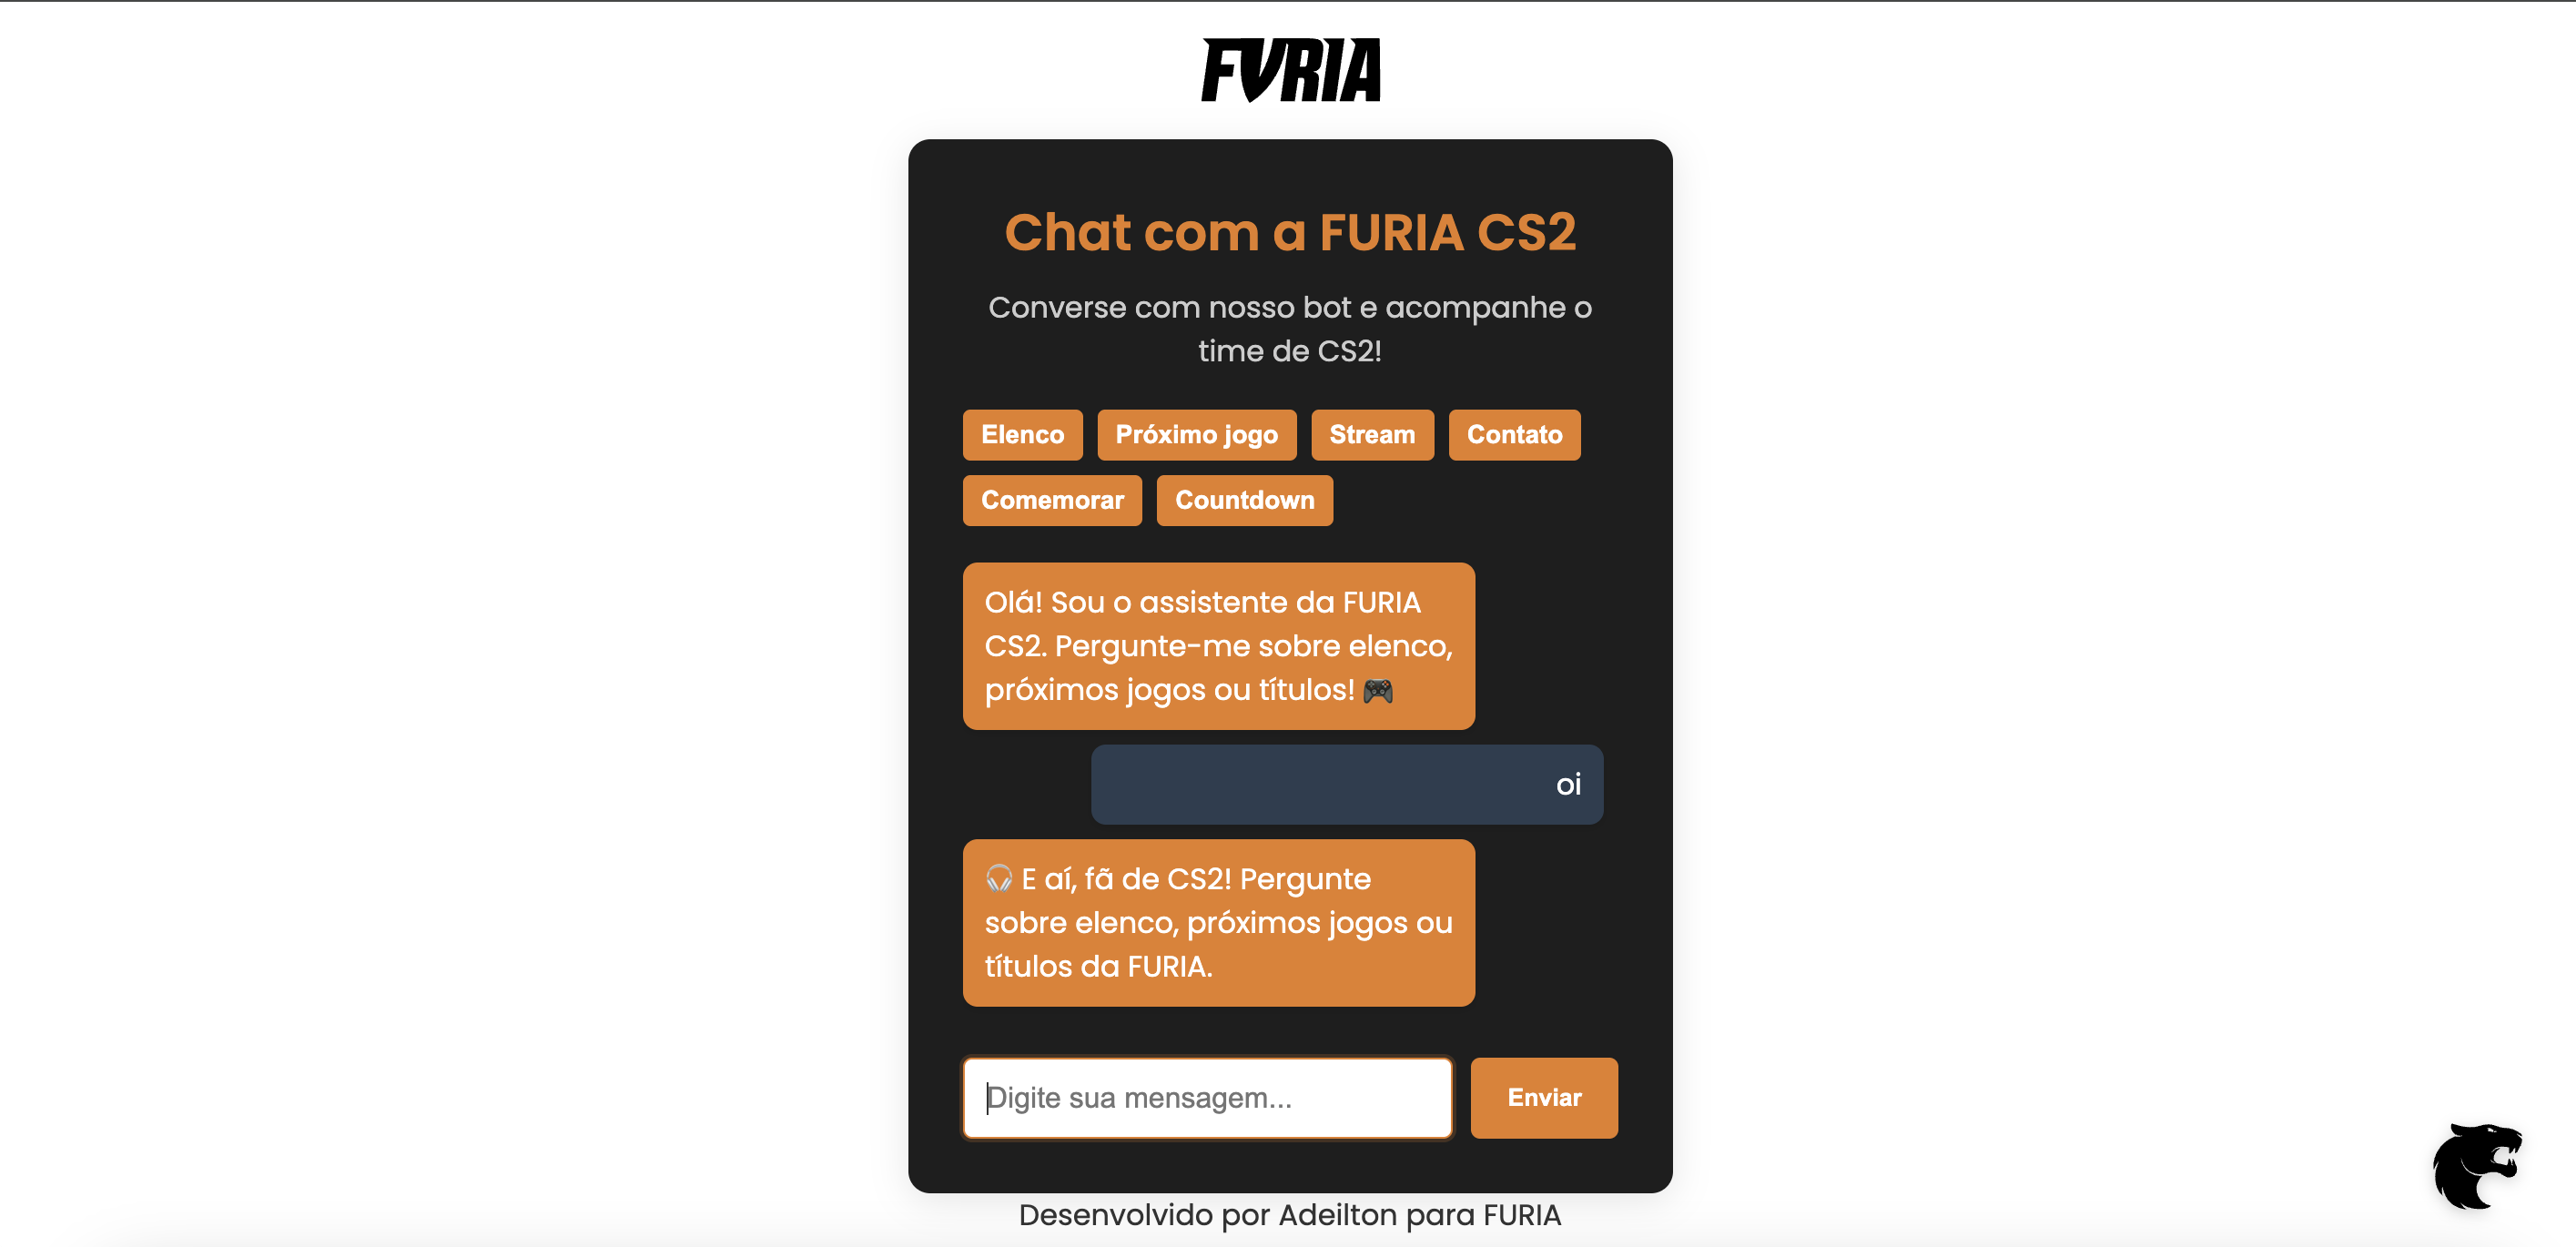 FURIA
Chat com a FURIA CS2
Converse com nosso bot e acompanhe o
time de CS2!
Elenco Próximo jogo Stream Contato
Comemorar Countdown
Olá! Sou o assistente da FURIA
CS2. Pergunte-me sobre elenco,
próximos jogos ou títulos! 🎮
oi
🎧 E aí, fã de CS2! Pergunte
sobre elenco, próximos jogos ou
títulos da FURIA.
Digite sua mensagem... Enviar
Desenvolvido por Adeilton para FURIA